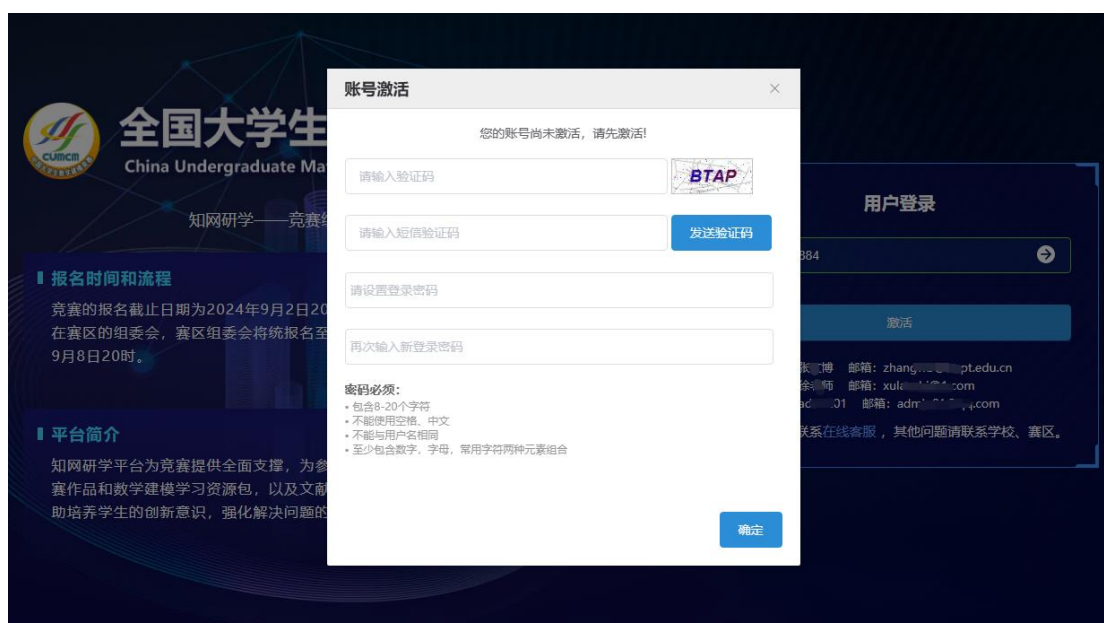 账号激活
×
您的账号尚未激活，请先激活!
请输入验证码
BTAP
请输入短信验证码
发送验证码
请设置登录密码
再次输入新登录密码
密码必须：
• 包含8-20个字符
• 不能使用空格、中文
• 不能与用户名相同
• 至少包含数字，字母，常用字符两种元素组合
确定
CUMCM
全国大学生
China Undergraduate Ma
知网研学——竞赛
报名时间和流程
竞赛的报名截止日期为2024年9月2日20
在赛区的组委会，赛区组委会将统报名至
9月8日20时。
平台简介
知网研学平台为竞赛提供全面支撑，为参
赛作品和数学建模学习资源包，以及文献
助培养学生的创新意识，强化解决问题的
用户登录
884
激活
博 邮箱：zhang pt.edu.cn
师 邮箱：xula .com
01 邮箱：adm .com
联系在线客服，其他问题请联系学校、赛区。